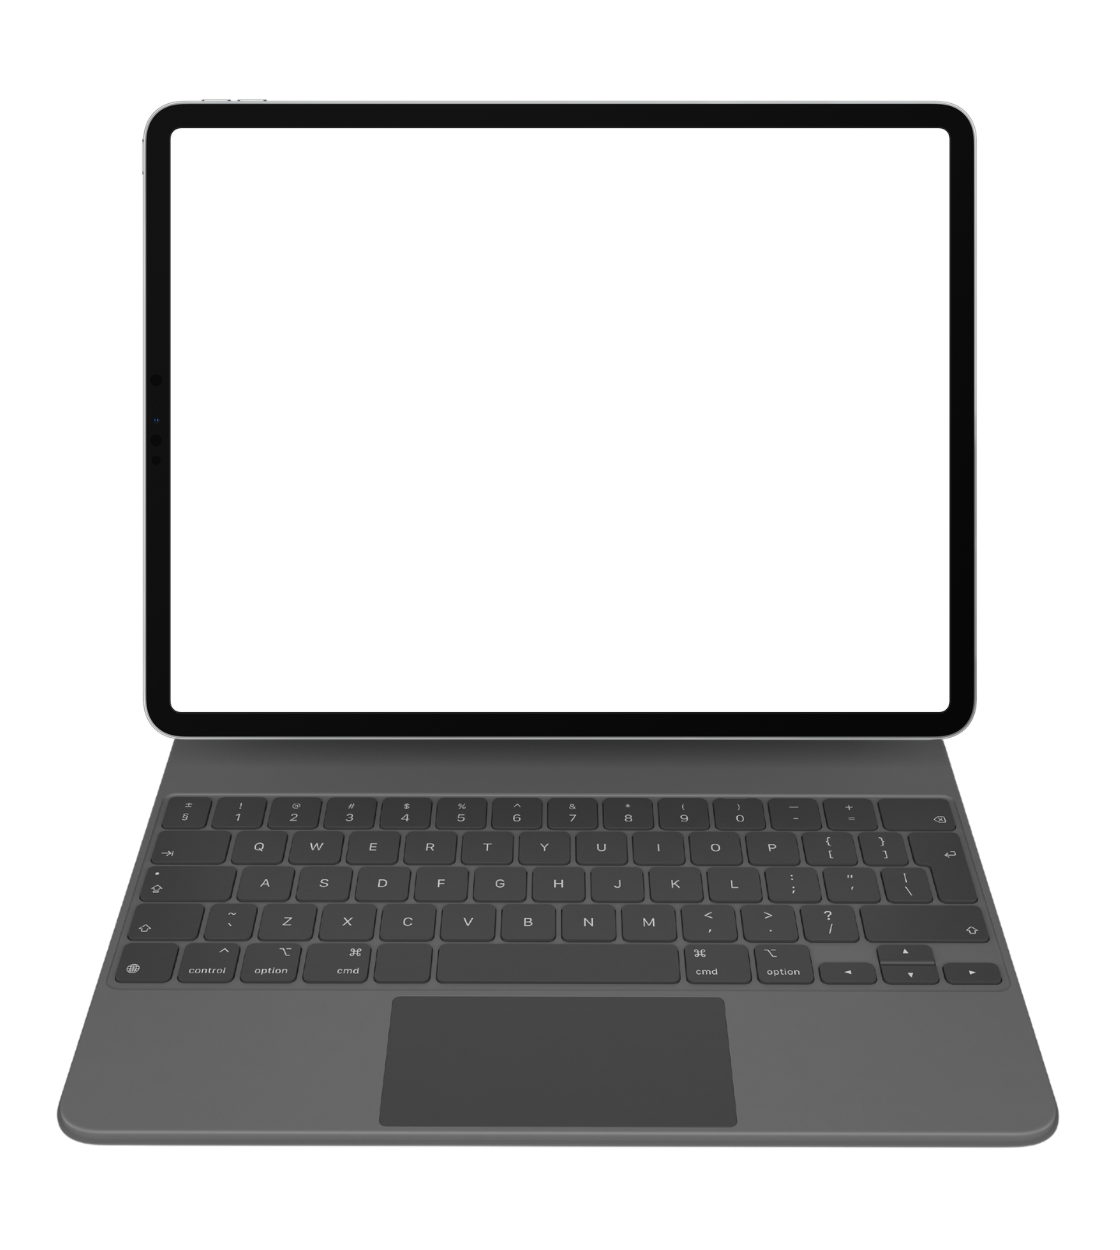 ± ! @ # $ % ^ & * ( ) — +
§ 1 2 3 4 5 6 7 8 9 0 - =
Q W E R T Y U I O P { [ } ]
A S D F G H J K L : ; " ' | \
~ ` Z X C V B N M < , > . ? /
^ ⌥ ⌘ ⌘ ⌥
control option cmd cmd option